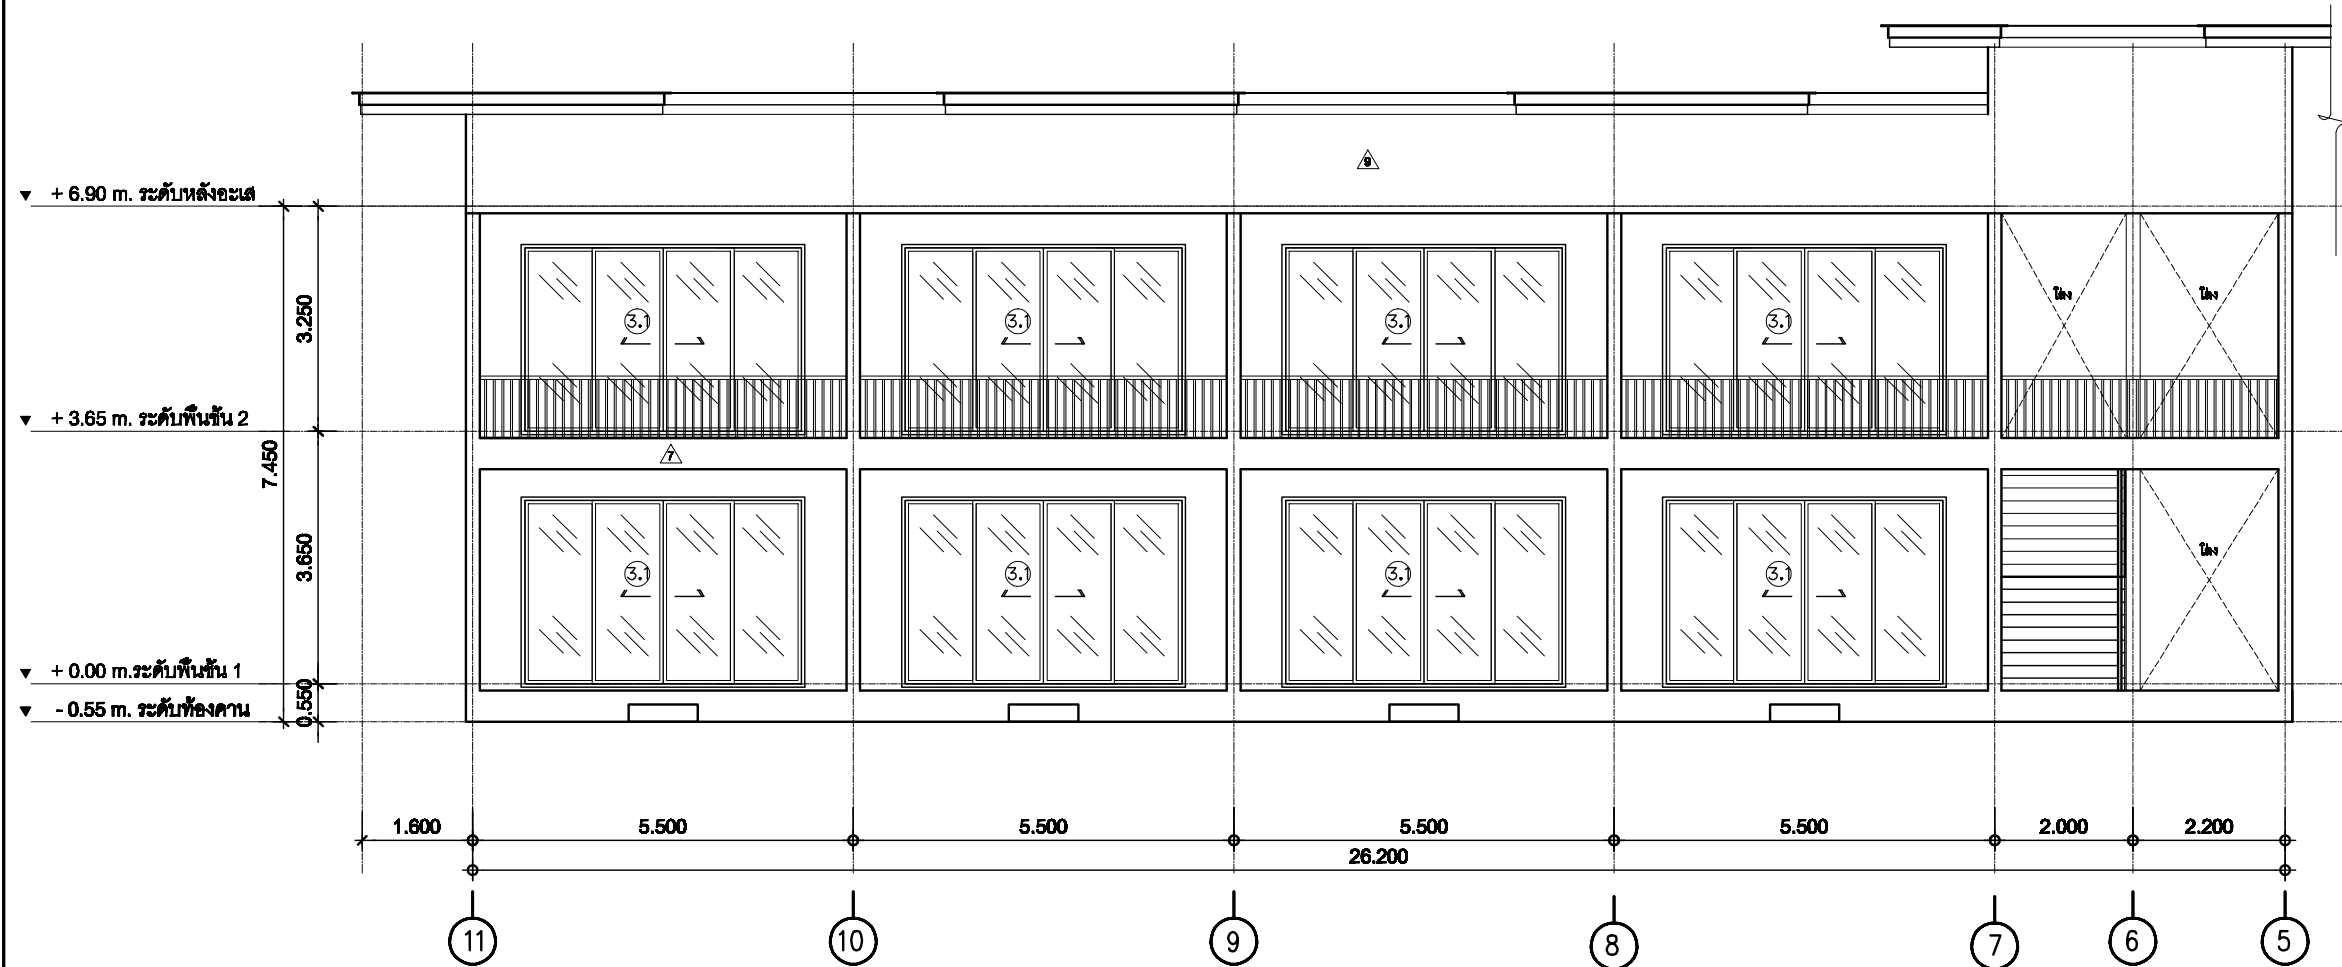 9
+ 6.90 m. ระดับหลังอะเส
3.250
โล่ง
โล่ง
3.1
3.1
3.1
3.1
+ 3.65 m. ระดับพื้นชั้น 2
7.450
7
3.650
โล่ง
3.1
3.1
3.1
3.1
+ 0.00 m.ระดับพื้นชั้น 1
0.550
- 0.55 m. ระดับท้องคาน
1.600 5.500 5.500 5.500 5.500 2.000 2.200
26.200
11 10 9 8 7 6 5